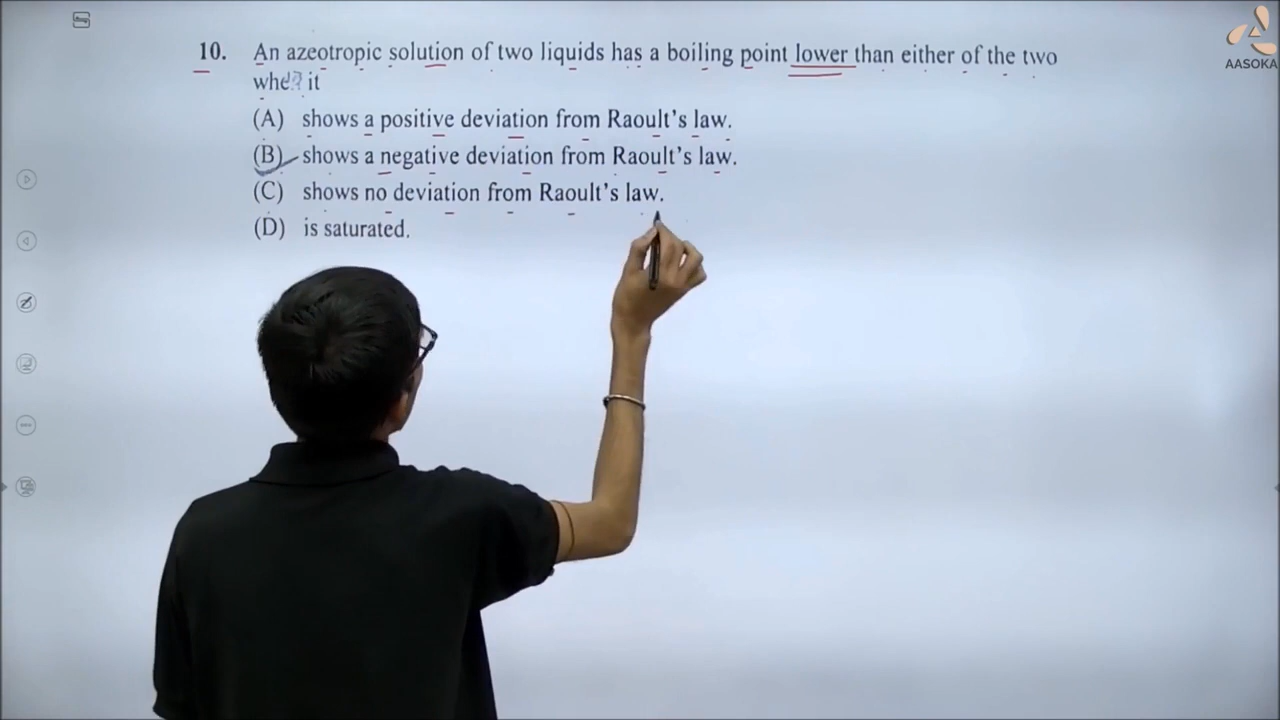 AASOKA
10. An azeotropic solution of two liquids has a boiling point lower than either of the two
it
(A) shows a positive deviation from Raoult's law.
(B) shows a negative deviation from Raoult's law.
(C) shows no deviation from Raoult's law.
(D) is saturated.